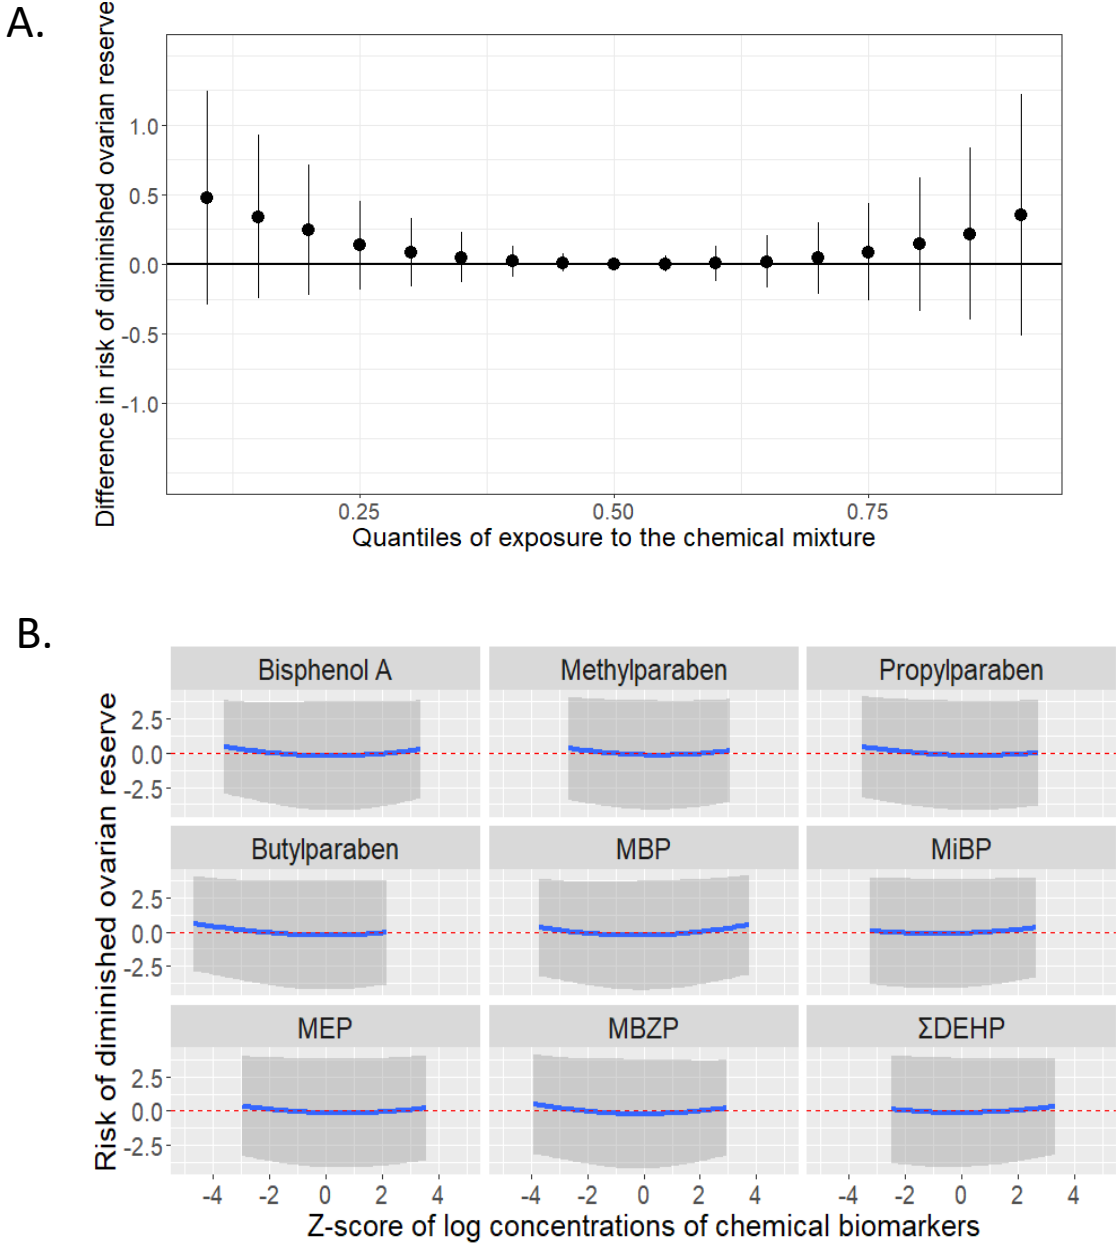 A.
Difference in risk of diminished ovarian reserve
1.0
0.5
0.0
-0.5
-1.0
0.25 0.50 0.75
Quantiles of exposure to the chemical mixture
B.
Risk of diminished ovarian reserve
Bisphenol A Methylparaben Propylparaben
2.5
0.0
-2.5
Butylparaben MBP MiBP
2.5
0.0
-2.5
MEP MBZP ΣDEHP
2.5
0.0
-2.5
-4 -2 0 2 4 -4 -2 0 2 4 -4 -2 0 2 4
Z-score of log concentrations of chemical biomarkers